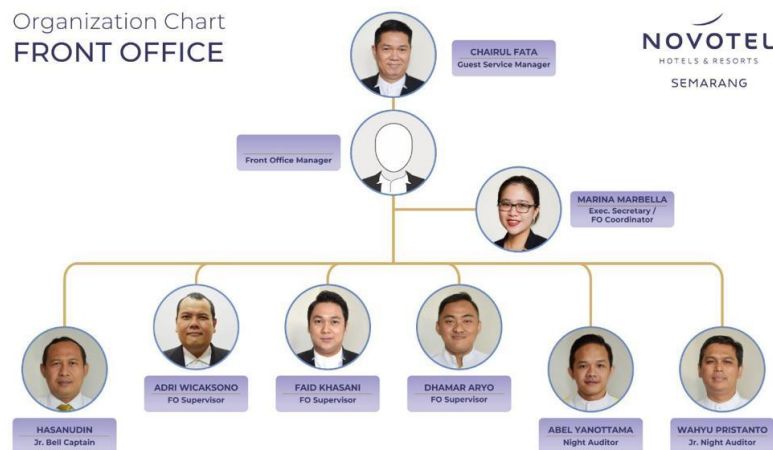 Organization Chart
FRONT OFFICE
NOVOTEL
HOTELS & RESORTS
SEMARANG
CHAIRUL FATA
Guest Service Manager
Front Office Manager
MARINA MARBELLA
Exec. Secretary /
FO Coordinator
ADRI WICAKSONO
FO Supervisor
FAID KHASANI
FO Supervisor
DHAMAR ARYO
FO Supervisor
HASANUDIN
Jr. Bell Captain
ABEL YANOTTAMA
Night Auditor
WAHYU PRISTANTO
Jr. Night Auditor